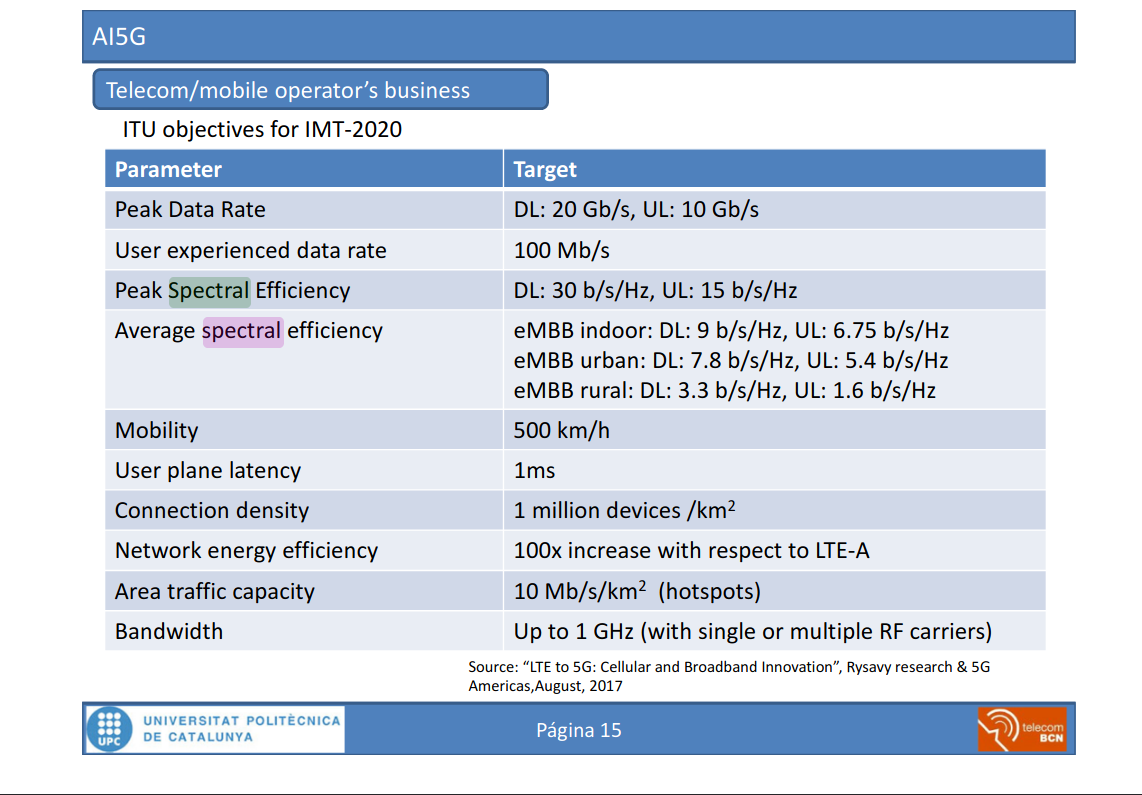 AI5G
Telecom/mobile operator’s business
ITU objectives for IMT-2020
Parameter Target
Peak Data Rate DL: 20 Gb/s, UL: 10 Gb/s
User experienced data rate 100 Mb/s
Peak Spectral Efficiency DL: 30 b/s/Hz, UL: 15 b/s/Hz
Average spectral efficiency eMBB indoor: DL: 9 b/s/Hz, UL: 6.75 b/s/Hz
eMBB urban: DL: 7.8 b/s/Hz, UL: 5.4 b/s/Hz
eMBB rural: DL: 3.3 b/s/Hz, UL: 1.6 b/s/Hz
Mobility 500 km/h
User plane latency 1ms
Connection density 1 million devices /km²
Network energy efficiency 100x increase with respect to LTE-A
Area traffic capacity 10 Mb/s/km² (hotspots)
Bandwidth Up to 1 GHz (with single or multiple RF carriers)
Source: “LTE to 5G: Cellular and Broadband Innovation”, Rysavy research & 5G
Americas,August, 2017
UNIVERSITAT POLITÈCNICA
DE CATALUNYA
UPC
Página 15
telecom
BCN